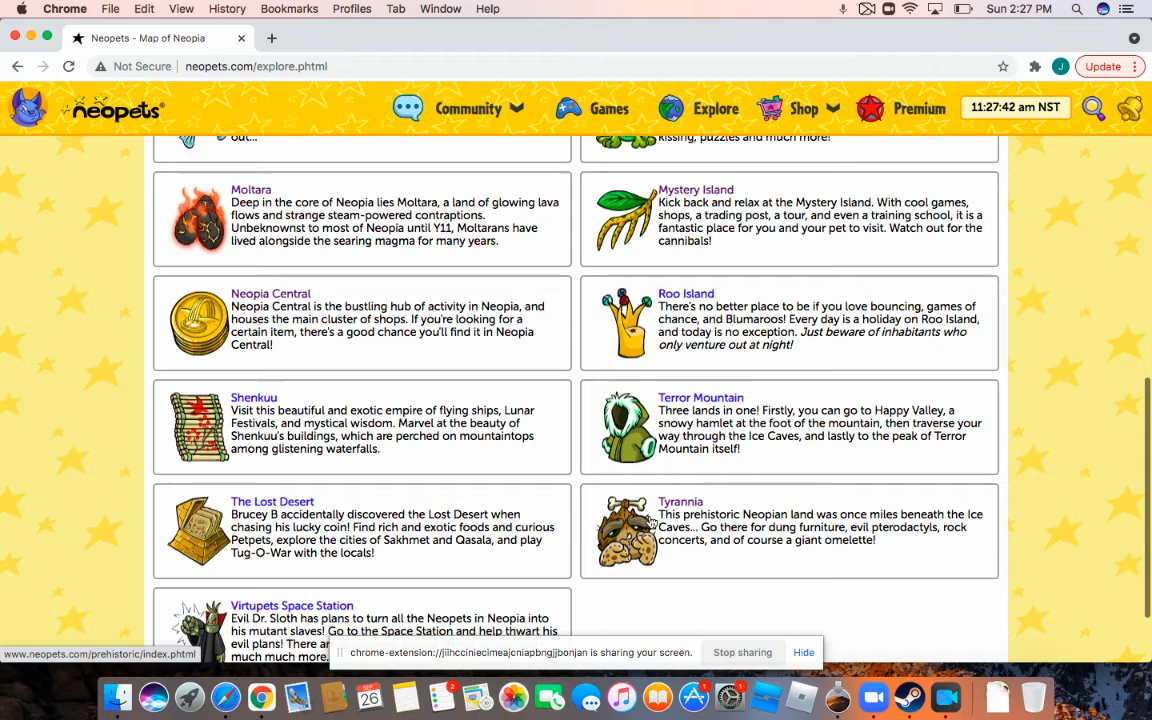 Chrome File Edit View History Bookmarks Profiles Tab Window Help Sun 2:27 PM
Neopets - Map of Neopia
Not Secure neopets.com/explore.phtml J Update
neopets Community Games Explore Shop Premium 11:27:42 am NST
out... kissing, puzzles and much more!
Moltara
Deep in the core of Neopia lies Moltara, a land of glowing lava
flows and strange steam-powered contraptions.
Unbeknownst to most of Neopia until Y11, Moltarans have
lived alongside the searing magma for many years.
Mystery Island
Kick back and relax at the Mystery Island. With cool games,
shops, a trading post, a tour, and even a training school, it is a
fantastic place for you and your pet to visit. Watch out for the
cannibals!
Neopia Central
Neopia Central is the bustling hub of activity in Neopia, and
houses the main cluster of shops. If you're looking for a
certain item, there's a good chance you'll find it in Neopia
Central!
Roo Island
There's no better place to be if you love bouncing, games of
chance, and Blumaroos! Every day is a holiday on Roo Island,
and today is no exception. Just beware of inhabitants who
only venture out at night!
Shenkuu
Visit this beautiful and exotic empire of flying ships, Lunar
Festivals, and mystical wisdom. Marvel at the beauty of
Shenkuu's buildings, which are perched on mountaintops
among glistening waterfalls.
Terror Mountain
Three lands in one! Firstly, you can go to Happy Valley, a
snowy hamlet at the foot of the mountain, then traverse your
way through the Ice Caves, and lastly to the peak of Terror
Mountain itself!
The Lost Desert
Brucey B accidentally discovered the Lost Desert when
chasing his lucky coin! Find rich and exotic foods and curious
Petpets, explore the cities of Sakhmet and Qasala, and play
Tug-O-War with the locals!
Tyrannia
This prehistoric Neopian land was once miles beneath the Ice
Caves... Go there for dung furniture, evil pterodactyls, rock
concerts, and of course a giant omelette!
Virtupets Space Station
Evil Dr. Sloth has plans to turn all the Neopets in Neopia into
his mutant slaves! Go to the Space Station and help thwart his
evil plans! There ar
much much more.
www.neopets.com/prehistoric/index.phtml
chrome-extension://jiihcciniecimeajcniapbngjjbonjan is sharing your screen. Stop sharing Hide
26 2 1 1